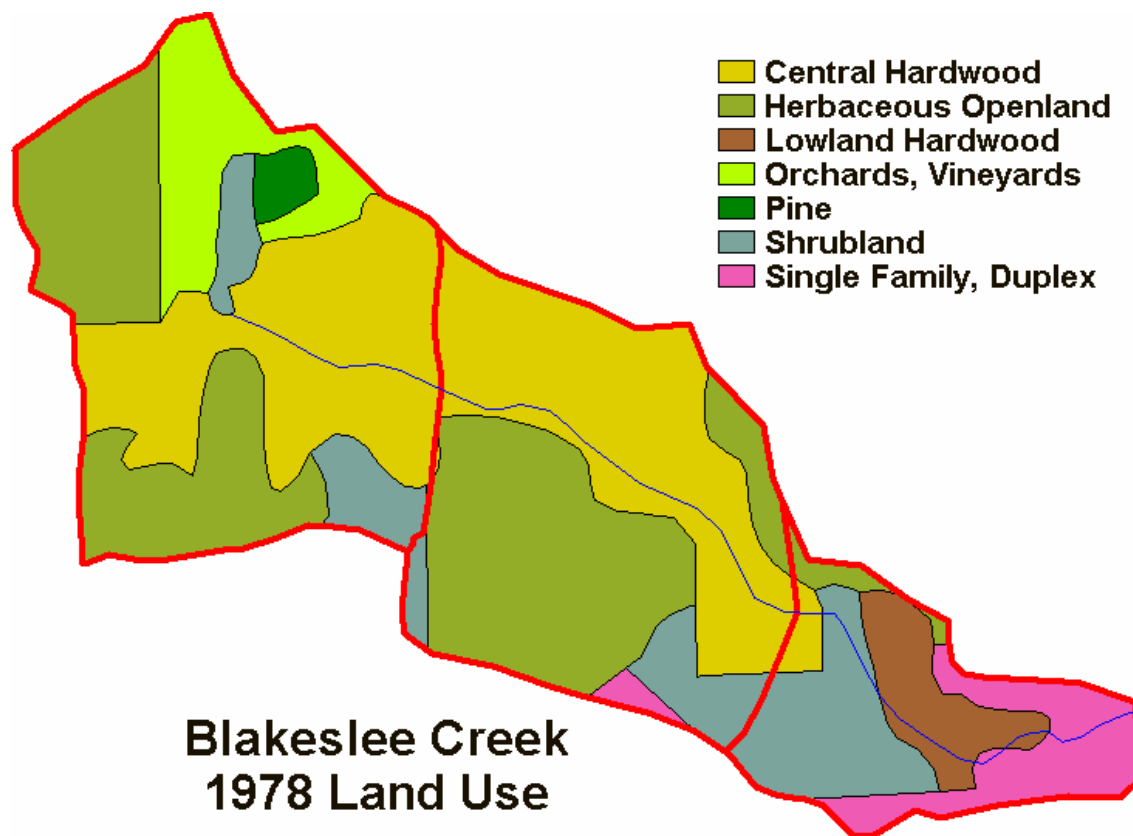 Central Hardwood
Herbaceous Openland
Lowland Hardwood
Orchards, Vineyards
Pine
Shrubland
Single Family, Duplex
Blakeslee Creek
1978 Land Use